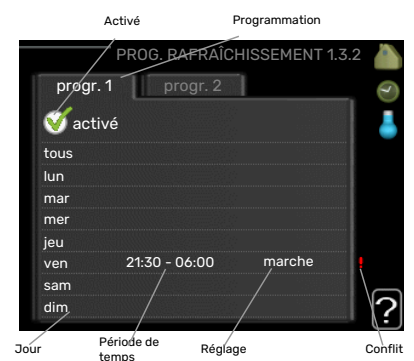 Activé
Programmation
PROG. RAFRAÎCHISSEMENT 1.3.2
progr. 1
progr. 2
activé
tous
lun
mar
mer
jeu
ven 21:30 - 06:00 marche !
sam
dim
?
Jour
Période de temps
Réglage
Conflit